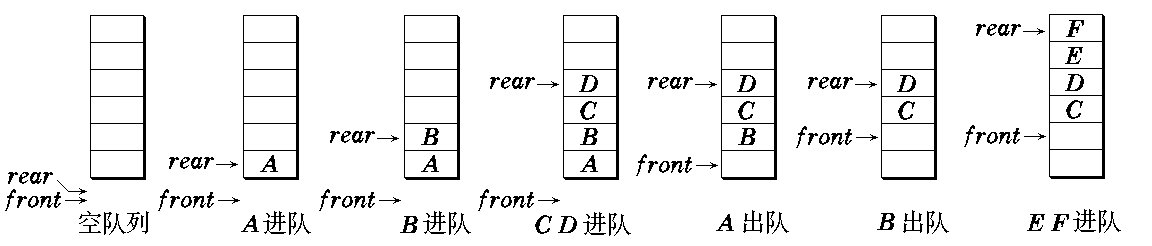 rear→ F
E
rear→ D
rear→ D
rear→ D
D
C
C
C
C
rear→ B
B
B
front→
front→
rear→ A
A
A
front→
rear
front→
front→
front→
front→
空队列
A进队
B进队
C D 进队
A 出队
B 出队
E F 进队